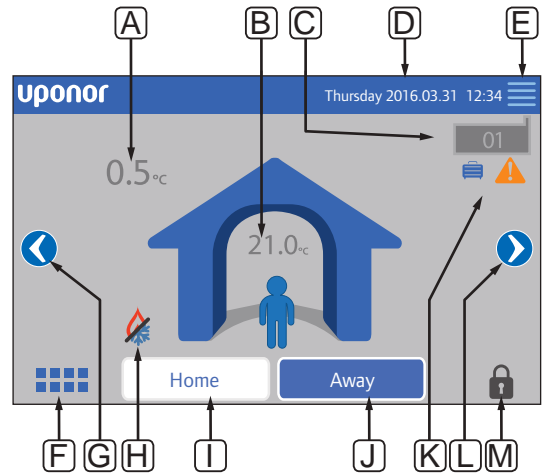 A B C D E
uponor Thursday 2016.03.31 12:34
01
0.5°C
21.0°C
Home Away
F G H I J K L M